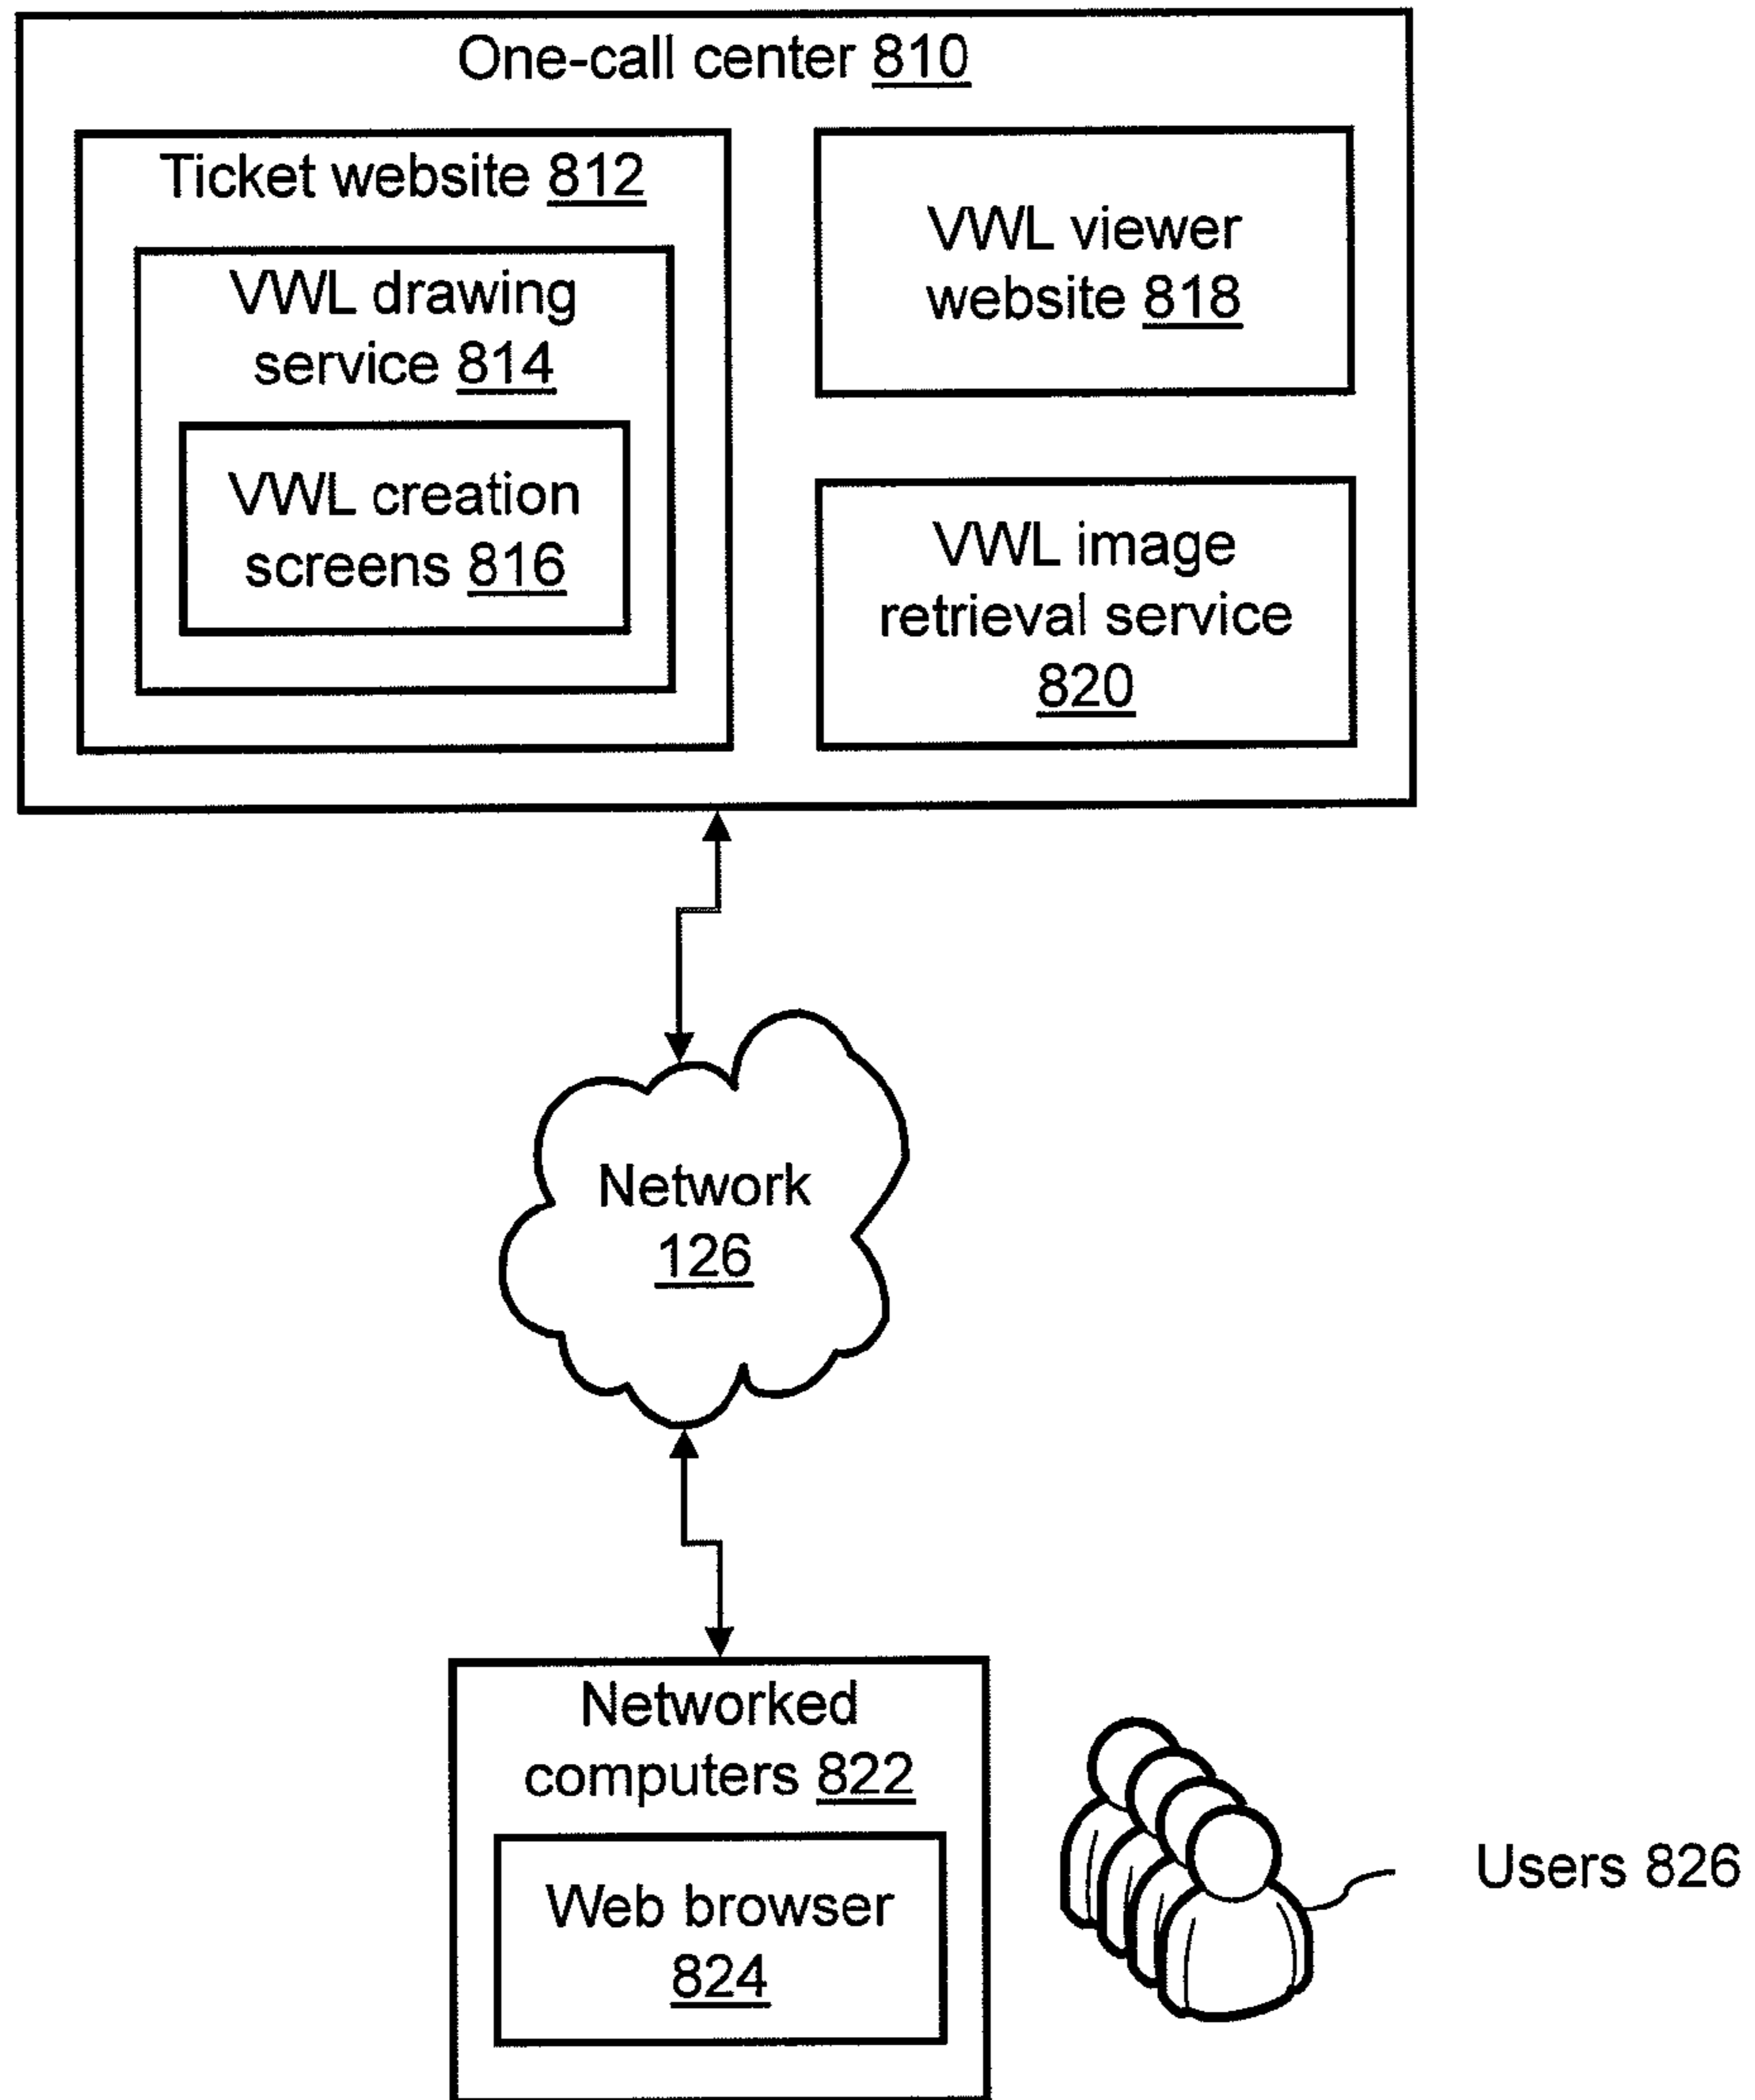 One-call center 810
Ticket website 812
VWL drawing
service 814
VWL creation
screens 816
VWL viewer
website 818
VWL image
retrieval service
820
Network
126
Networked
computers 822
Web browser
824
Users 826